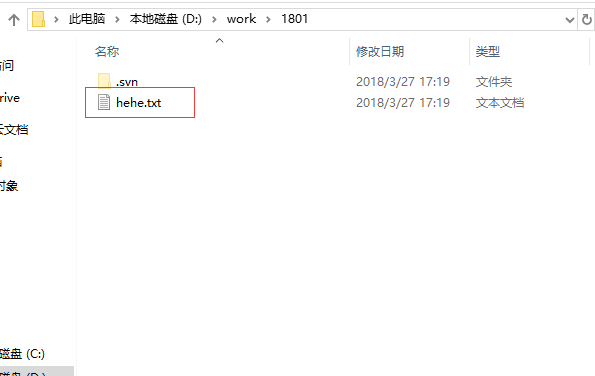 此电脑 > 本地磁盘 (D:) > work > 1801
名称 修改日期 类型
.svn 2018/3/27 17:19 文件夹
hehe.txt 2018/3/27 17:19 文本文档
问
rive
云文档
对象
磁盘 (C:)